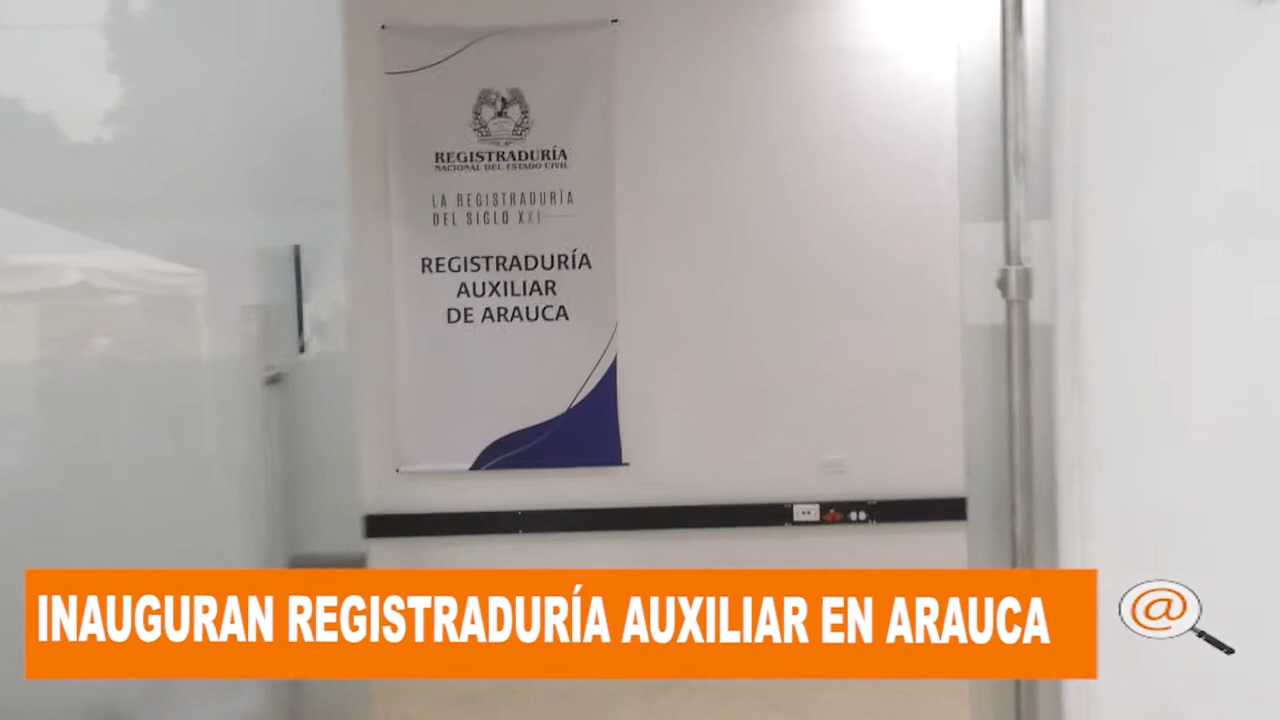 REGISTRADURÍA
NACIONAL DEL ESTADO CIVIL
LA REGISTRADURÍA
DEL SIGLO XXI
REGISTRADURÍA
AUXILIAR
DE ARAUCA
INAUGURAN REGISTRADURÍA AUXILIAR EN ARAUCA
@